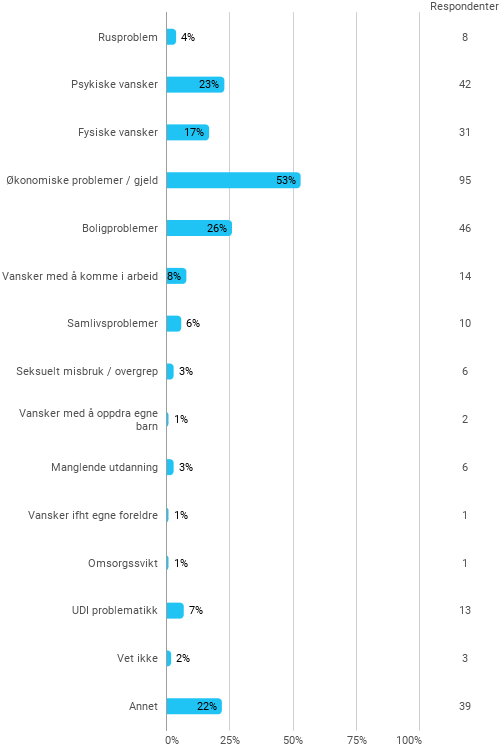 Respondenter
Rusproblem 4% 8
Psykiske vansker 23% 42
Fysiske vansker 17% 31
Økonomiske problemer / gjeld 53% 95
Boligproblemer 26% 46
Vansker med å komme i arbeid 8% 14
Samlivsproblemer 6% 10
Seksuelt misbruk / overgrep 3% 6
Vansker med å oppdra egne
barn 1% 2
Manglende utdanning 3% 6
Vansker ifht egne foreldre 1% 1
Omsorgssvikt 1% 1
UDI problematikk 7% 13
Vet ikke 2% 3
Annet 22% 39
0% 25% 50% 75% 100%